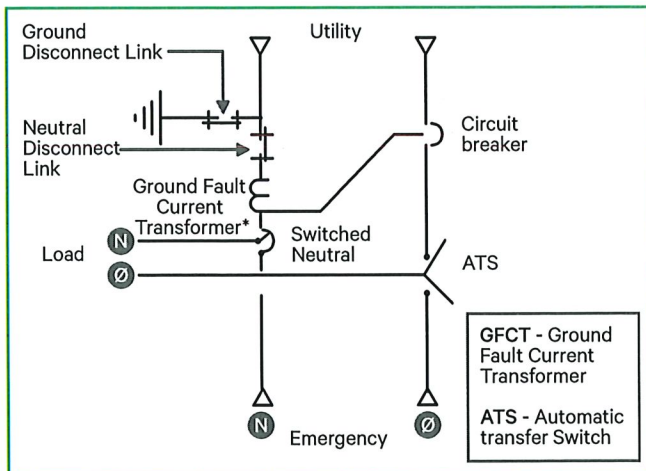 Ground
Disconnect Link
Utility
Neutral
Disconnect
Link
Circuit
breaker
Ground Fault
Current
Transformer*
Load
N
Switched
Neutral
Ø
ATS
GFCT - Ground
Fault Current
Transformer
ATS - Automatic
transfer Switch
N
Emergency
Ø